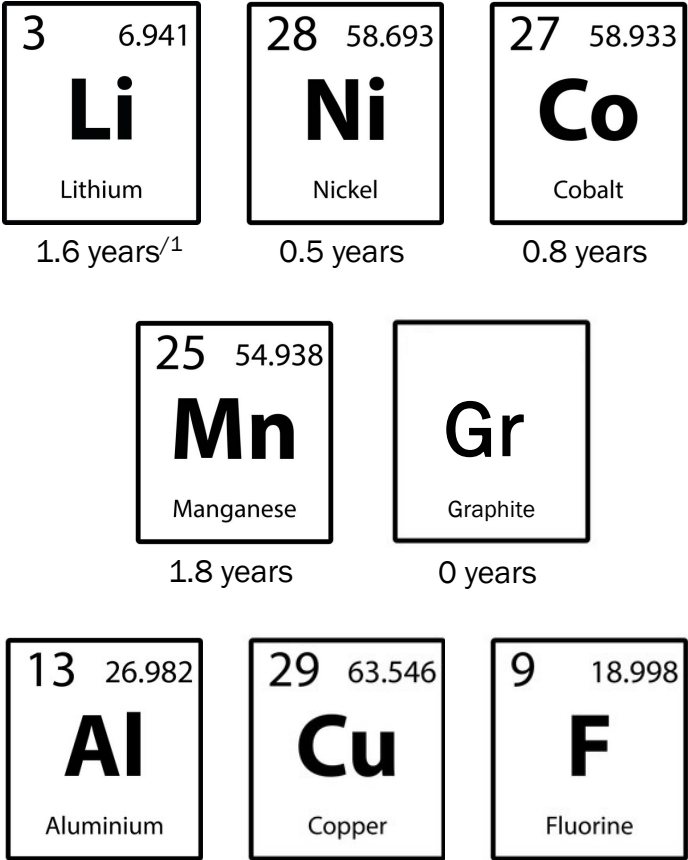 3 6.941 28 58.693 27 58.933
Li Ni Co
Lithium Nickel Cobalt
1.6 years/1 0.5 years 0.8 years
25 54.938
Mn Gr
Manganese Graphite
1.8 years 0 years
13 26.982 29 63.546 9 18.998
Al Cu F
Aluminium Copper Fluorine